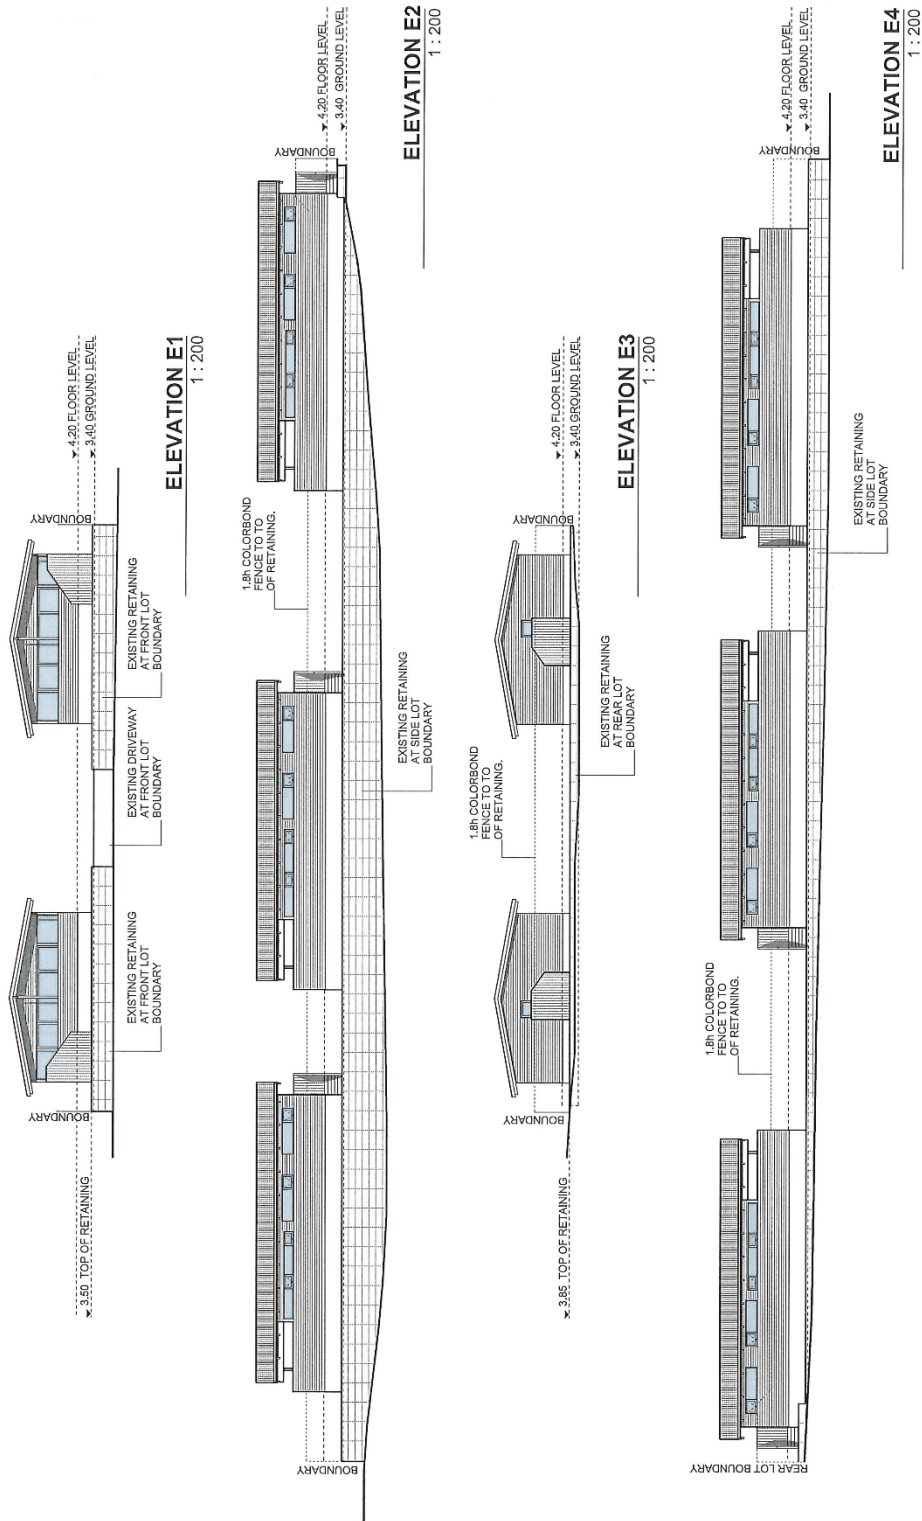 3.50 TOP OF RETAINING
BOUNDARY
EXISTING RETAINING
AT FRONT LOT
BOUNDARY
EXISTING DRIVEWAY
AT FRONT LOT
BOUNDARY
EXISTING RETAINING
AT FRONT LOT
BOUNDARY
BOUNDARY
4.20 FLOOR LEVEL
3.40 GROUND LEVEL
ELEVATION E1
1 : 200
BOUNDARY
EXISTING RETAINING
AT SIDE LOT
BOUNDARY
1.8h COLORBOND
FENCE TO TO
OF RETAINING.
BOUNDARY
4.20 FLOOR LEVEL
3.40 GROUND LEVEL
ELEVATION E2
1 : 200
3.85 TOP OF RETAINING
BOUNDARY
1.8h COLORBOND
FENCE TO TO
OF RETAINING.
EXISTING RETAINING
AT REAR LOT
BOUNDARY
BOUNDARY
4.20 FLOOR LEVEL
3.40 GROUND LEVEL
ELEVATION E3
1 : 200
REAR LOT BOUNDARY
1.8h COLORBOND
FENCE TO TO
OF RETAINING.
EXISTING RETAINING
AT SIDE LOT
BOUNDARY
BOUNDARY
4.20 FLOOR LEVEL
3.40 GROUND LEVEL
ELEVATION E4
1 : 200